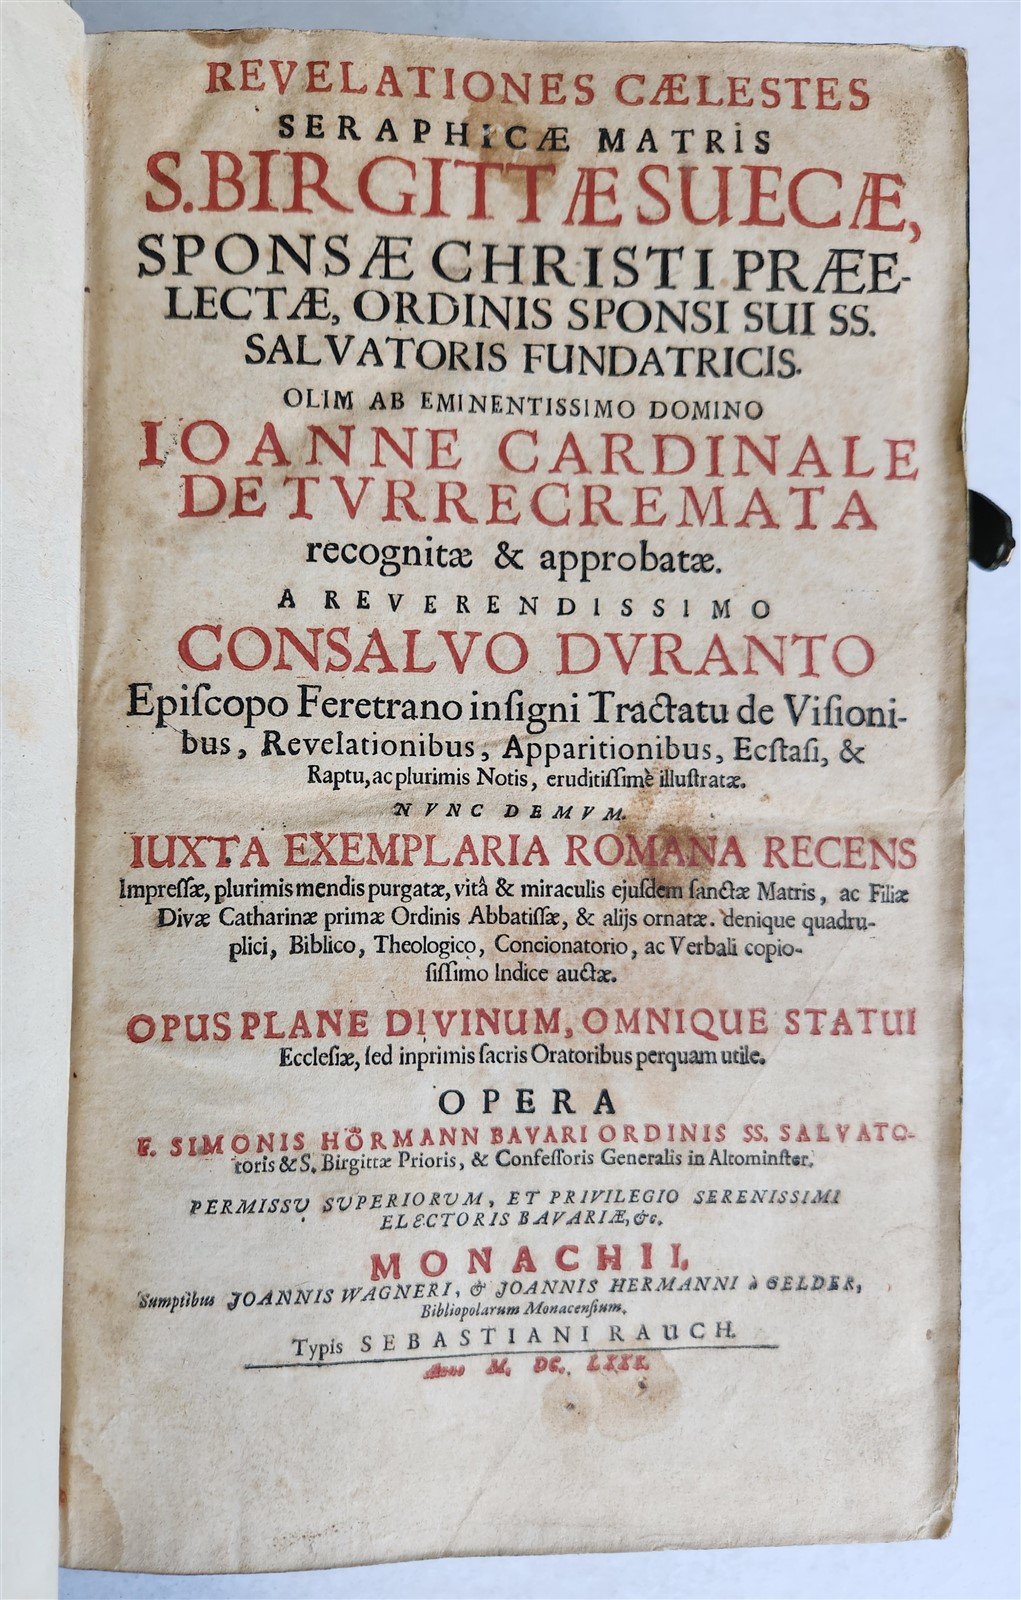 REVELATIONES CÆLESTES
SERAPHICÆ MATRIS
S. BIRGITTÆ SUECÆ,
SPONSÆ CHRISTI PRÆE-
LECTÆ, ORDINIS SPONSI SUI SS.
SALVATORIS FUNDATRICIS.
OLIM AB EMINENTISSIMO DOMINO
IOANNE CARDINALE
DE TVRRECREMATA
recognitæ & approbatæ.
A REVERENDISSIMO
CONSALVO DVRANTO
Epiſcopo Feretrano inſigni Tractatu de Viſioni-
bus, Revelationibus, Apparitionibus, Ecſtaſi, &
Raptu, ac plurimis Notis, eruditiſſimè illuſtratæ.
NVNC DEMVM.
IUXTA EXEMPLARIA ROMANA RECENS
Impreſſæ, plurimis mendis purgatæ, vitâ & miraculis ejuſdem ſanctæ Matris, ac Filiæ
Divæ Catharinæ primæ Ordinis Abbatiſſæ, & alijs ornatæ. denique quadru-
plici, Biblico, Theologico, Concionatorio, ac Verbali copio-
ſiſſimo Indice auctæ.
OPUS PLANE DIVINUM, OMNIQUE STATUI
Eccleſiæ, ſed inprimis ſacris Oratoribus perquam utile.
OPERA
F. SIMONIS HÖRMANN BAVARI ORDINIS SS. SALVATO-
toris & S. Birgittæ Prioris, & Confeſſoris Generalis in Altominſter.
PERMISSU SUPERIORUM, ET PRIVILEGIO SERENISSIMI
ELECTORIS BAVARIÆ, &c.
MONACHII,
Sumptibus JOANNIS WAGNERI, & JOANNIS HERMANNI à GELDER,
Bibliopolarum Monacenſium.
Typis SEBASTIANI RAUCH.
Anno M. DC. LXXX.